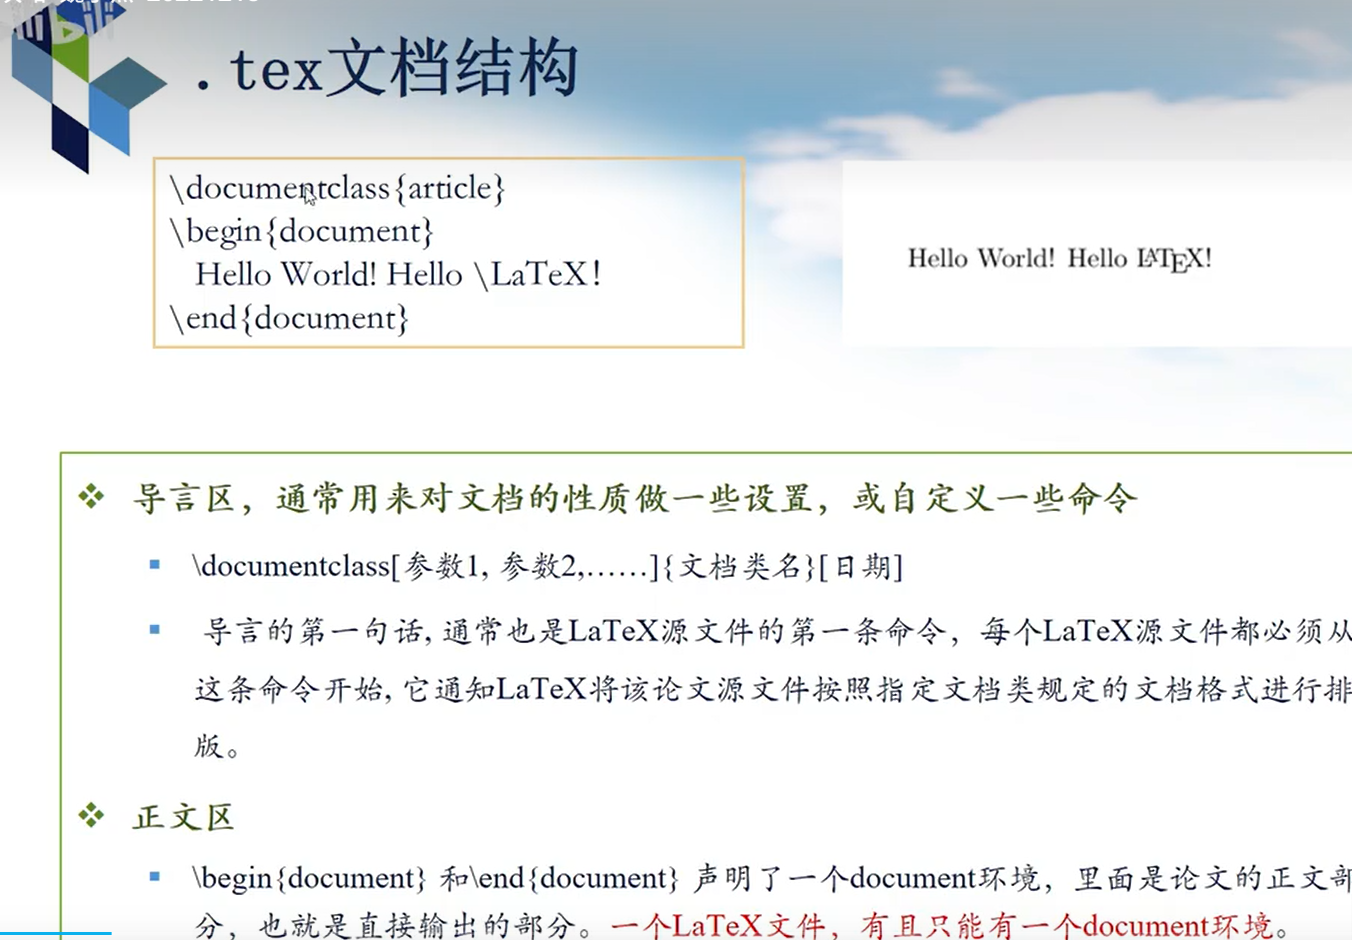 .tex文档结构
\documentclass{article}
\begin{document}
Hello World! Hello \LaTeX!
\end{document}
Hello World! Hello LATEX!
导言区，通常用来对文档的性质做一些设置，或自定义一些命令
\documentclass[参数1, 参数2,……]{文档类名}[日期]
导言的第一句话, 通常也是LaTeX源文件的第一条命令，每个LaTeX源文件都必须从
这条命令开始, 它通知LaTeX将该论文源文件按照指定文档类规定的文档格式进行排
版。
正文区
\begin{document} 和\end{document} 声明了一个document环境，里面是论文的正文部
分，也就是直接输出的部分。一个LaTeX文件，有且只能有一个document环境。